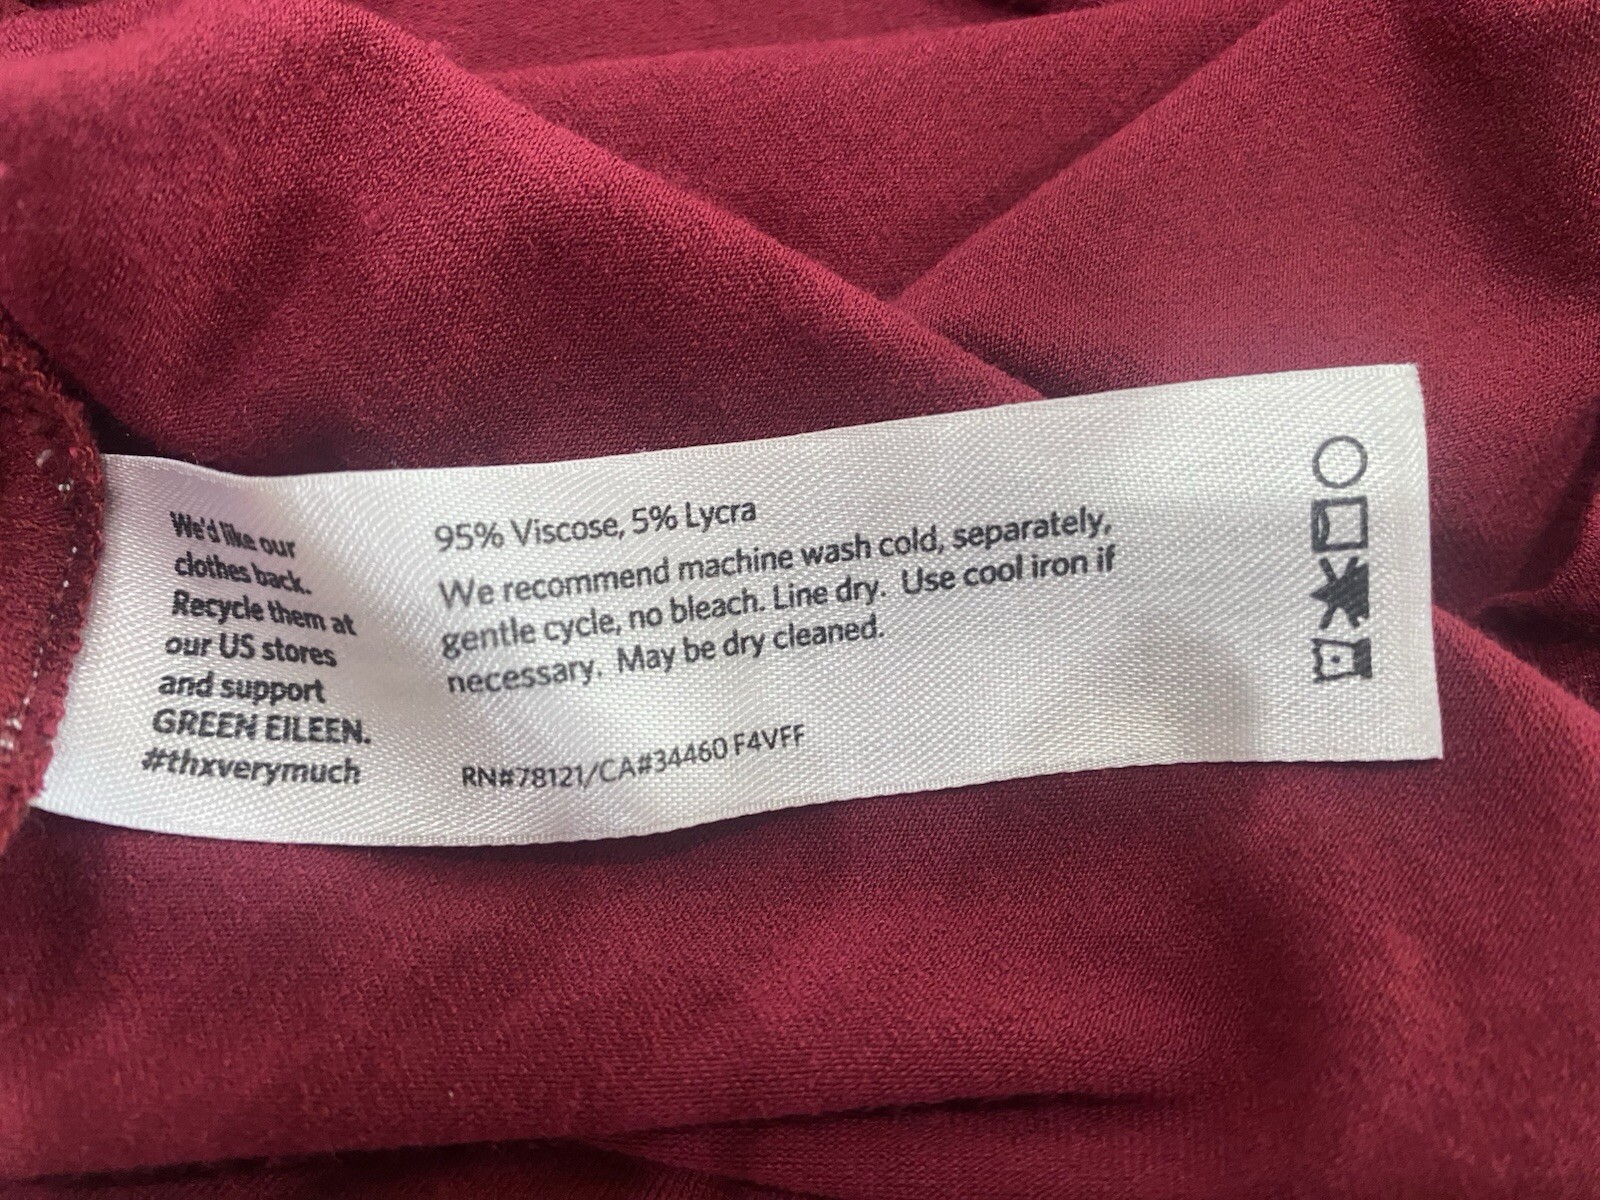 We'd like our
clothes back.
Recycle them at
our US stores
and support
GREEN EILEEN.
#thxverymuch
95% Viscose, 5% Lycra
We recommend machine wash cold, separately,
gentle cycle, no bleach. Line dry. Use cool iron if
necessary. May be dry cleaned.
RN#78121/CA#34460 F4VFF